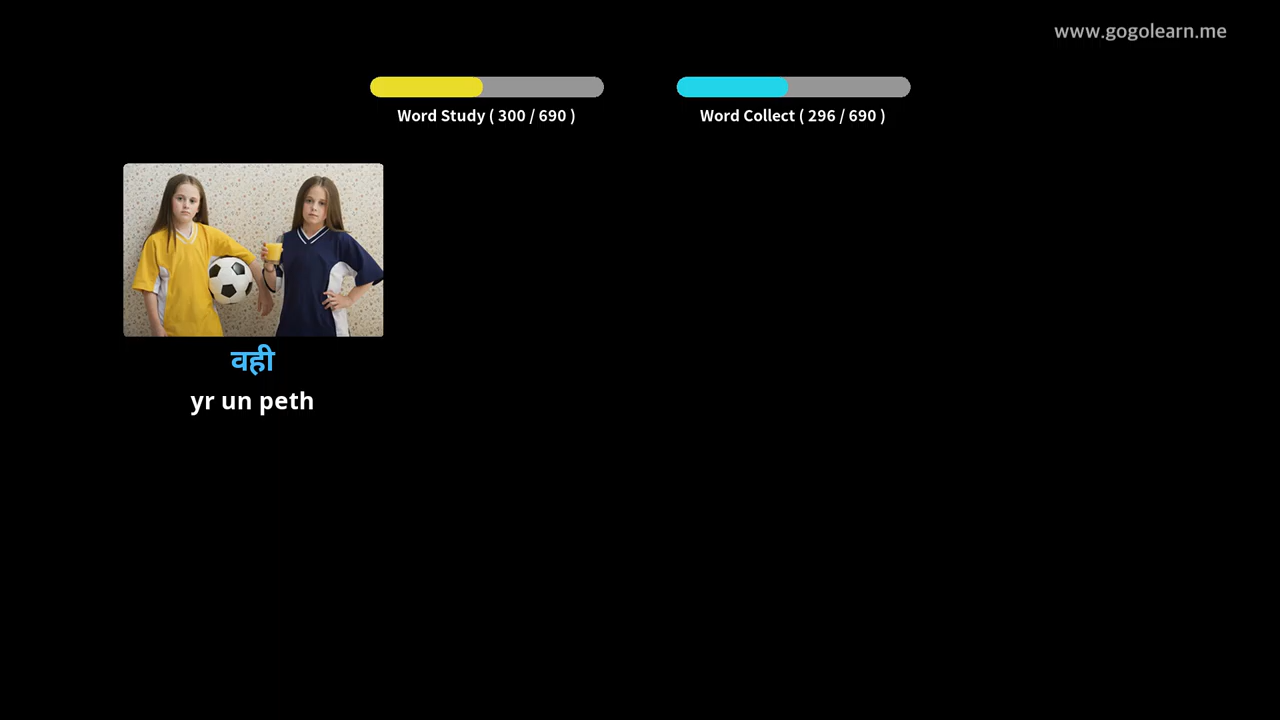 www.gogolearn.me
Word Study ( 300 / 690 )
Word Collect ( 296 / 690 )
वही
yr un peth